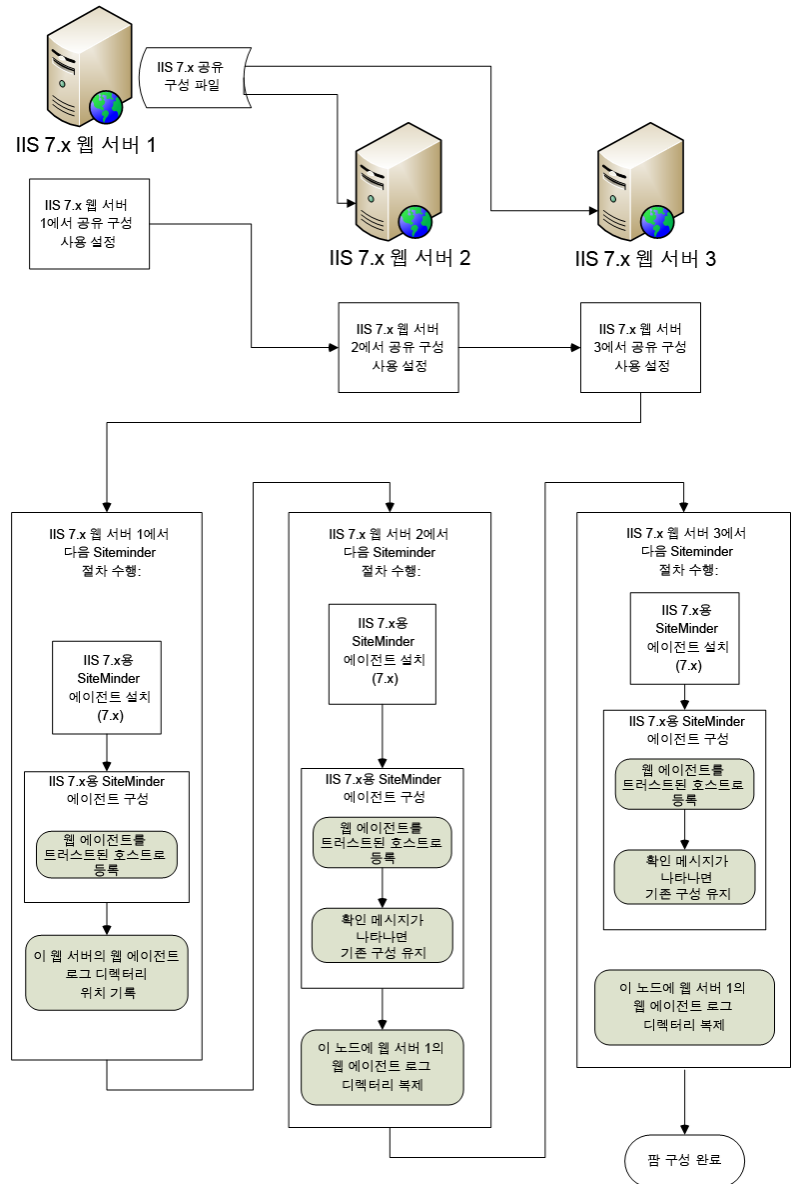 IIS 7.x 공유
구성 파일
IIS 7.x 웹 서버 1
IIS 7.x 웹 서버 2
IIS 7.x 웹 서버 3
IIS 7.x 웹 서버
1에서 공유 구성
사용 설정
IIS 7.x 웹 서버
2에서 공유 구성
사용 설정
IIS 7.x 웹 서버
3에서 공유 구성
사용 설정
IIS 7.x 웹 서버 1에서
다음 Siteminder
절차 수행:
IIS 7.x용
SiteMinder
에이전트 설치
(7.x)
IIS 7.x용 SiteMinder
에이전트 구성
웹 에이전트를
트러스트된 호스트로
등록
이 웹 서버의 웹 에이전트
로그 디렉터리
위치 기록
IIS 7.x 웹 서버 2에서
다음 Siteminder
절차 수행:
IIS 7.x용
SiteMinder
에이전트 설치
(7.x)
IIS 7.x용 SiteMinder
에이전트 구성
웹 에이전트를
트러스트된 호스트로
등록
확인 메시지가
나타나면
기존 구성 유지
이 노드에 웹 서버 1의
웹 에이전트 로그
디렉터리 복제
IIS 7.x 웹 서버 3에서
다음 Siteminder
절차 수행:
IIS 7.x용
SiteMinder
에이전트 설치
(7.x)
IIS 7.x용 SiteMinder
에이전트 구성
웹 에이전트를
트러스트된 호스트로
등록
확인 메시지가
나타나면
기존 구성 유지
이 노드에 웹 서버 1의
웹 에이전트 로그
디렉터리 복제
팜 구성 완료